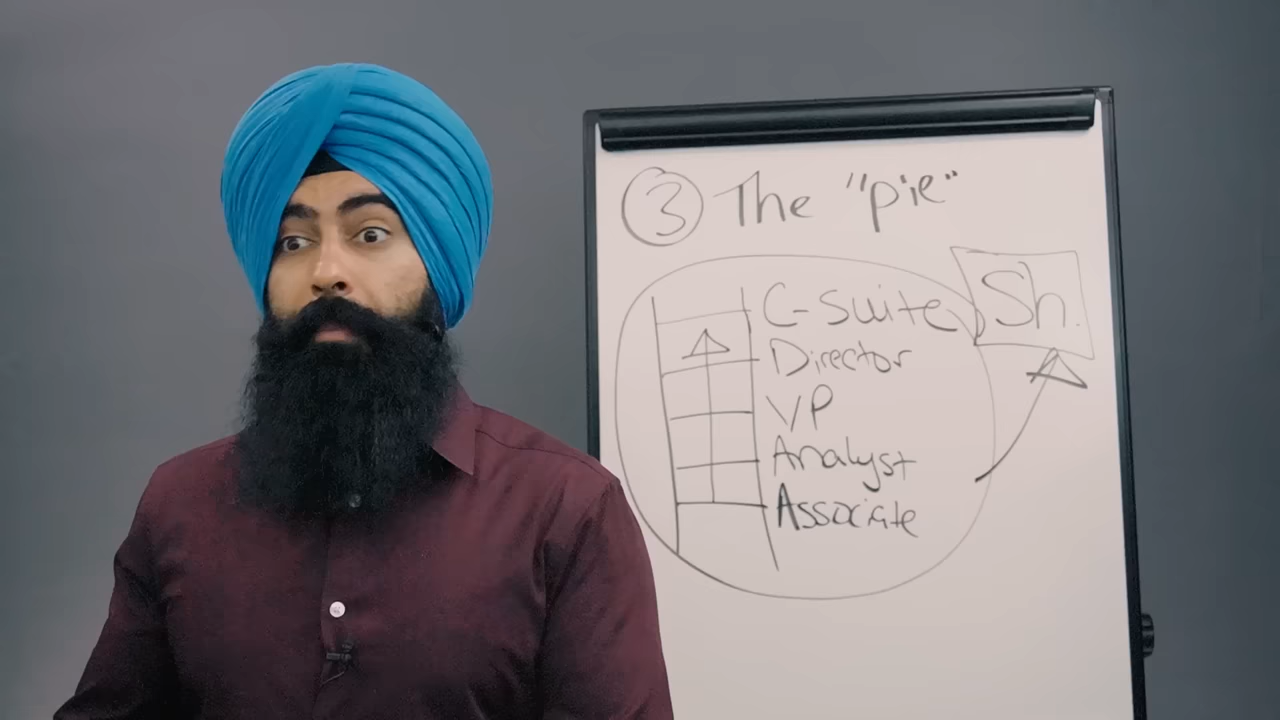 3 The "pie"
C-suite Sh.
Director
VP
Analyst
Associate